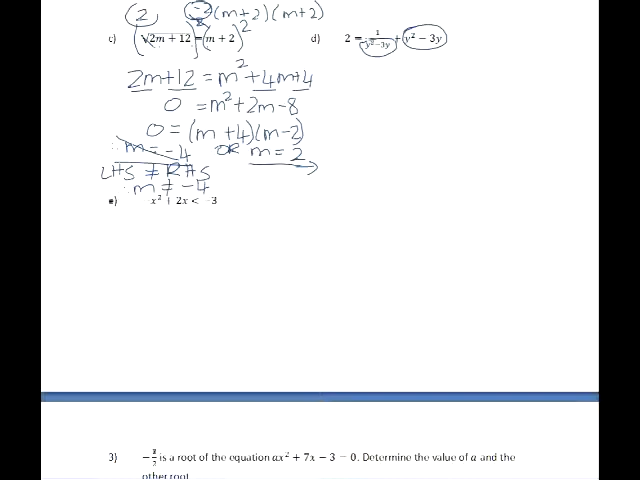 2 -2 (m+2)(m+2)
c) (√2m + 12)² = (m + 2)² d) 2 = 1/(y²−3y) + y² − 3y
2m+12 = m²+4m+4
0 = m²+2m-8
0 = (m+4)(m-2)
∴ m = -4 OR m = 2
LHS ≠ RHS
∴ m ≠ -4
e) x² + 2x < −3
3) is a root of the equation ax² + 7x − 3 = 0. Determine the value of a and the
other root